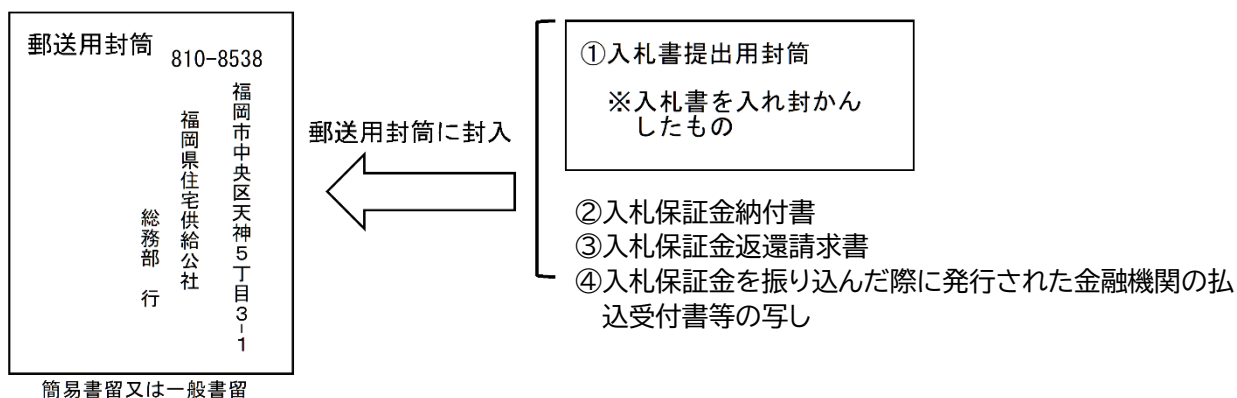 郵送用封筒
810-8538
福岡市中央区天神5丁目3-1
福岡県住宅供給公社
総務部 行
簡易書留又は一般書留
郵送用封筒に封入
①入札書提出用封筒
※入札書を入れ封かん
したもの
②入札保証金納付書
③入札保証金返還請求書
④入札保証金を振り込んだ際に発行された金融機関の払
込受付書等の写し